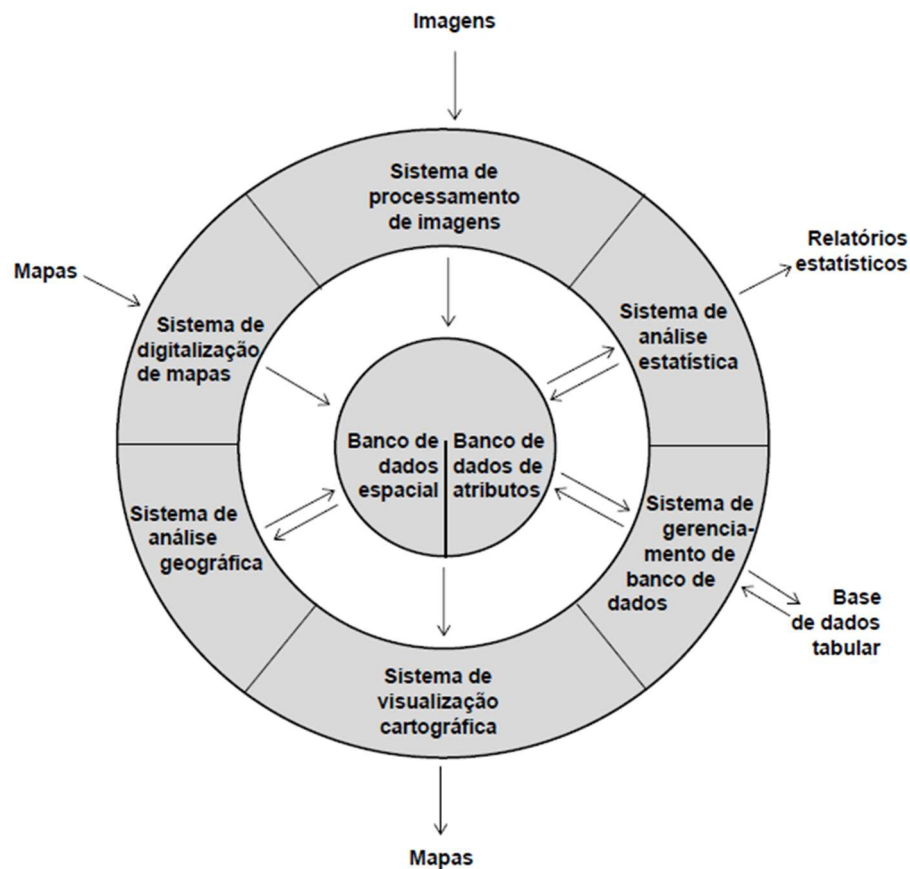 Imagens
Sistema de
processamento
de imagens
Relatórios
estatísticos
Mapas
Sistema de
digitalização
de mapas
Sistema de
análise
estatística
Banco de
dados
espacial
Banco de
dados de
atributos
Sistema de
análise
geográfica
Sistema de
gerencia-
mento de
banco de
dados
Base
de dados
tabular
Sistema de
visualização
cartográfica
Mapas